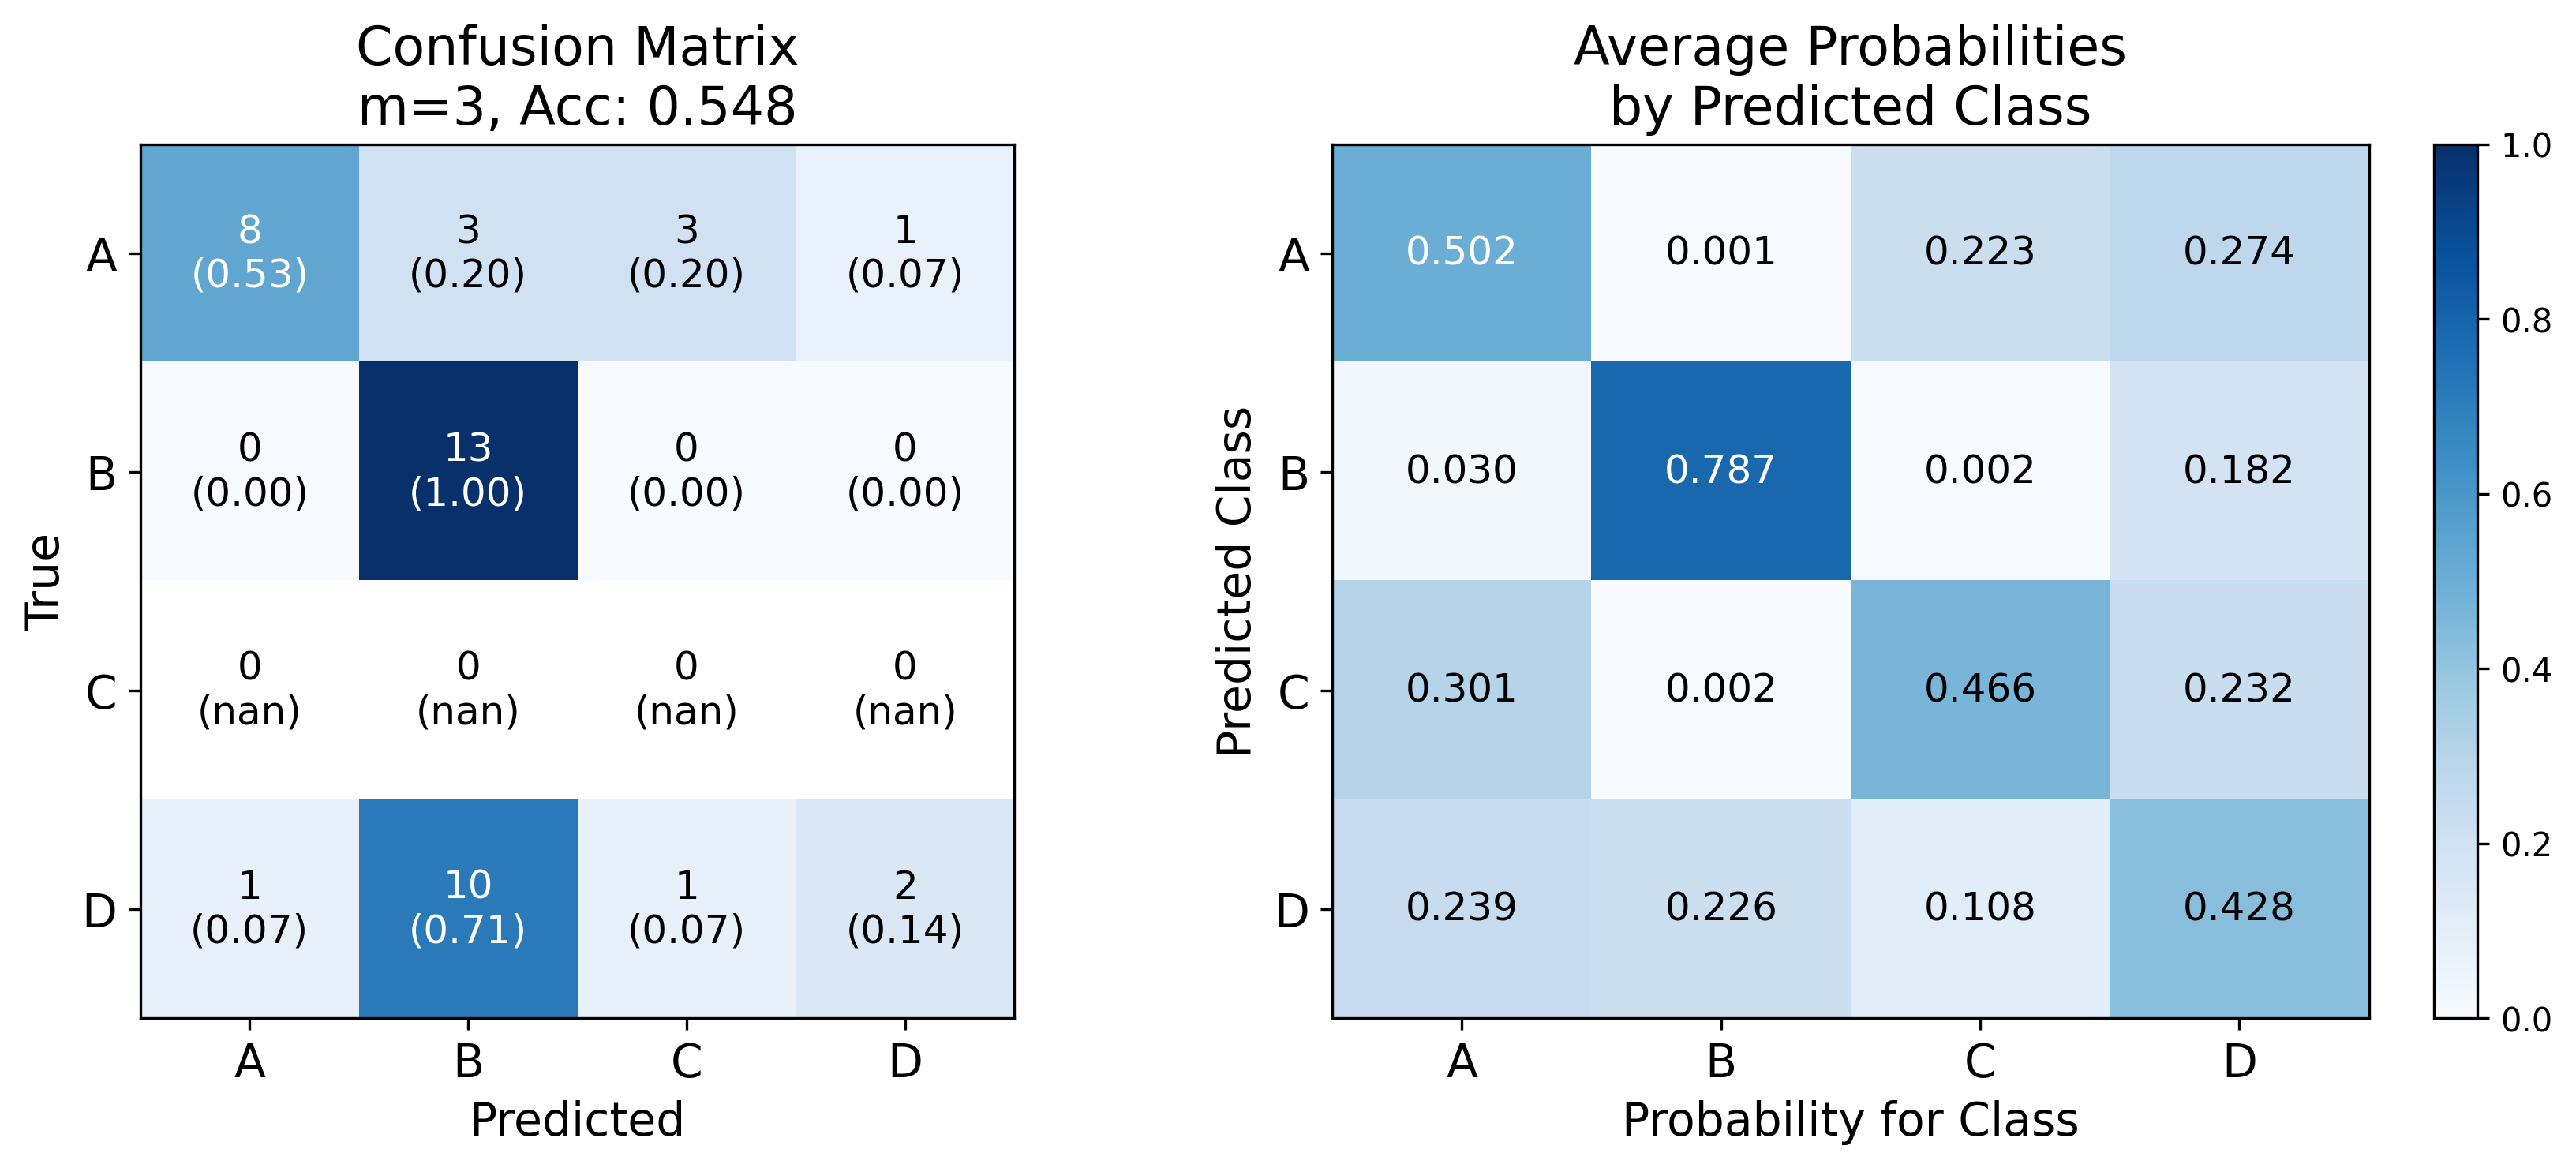 Confusion Matrix
m=3, Acc: 0.548
True
A
8
(0.53)
3
(0.20)
3
(0.20)
1
(0.07)
B
0
(0.00)
13
(1.00)
0
(0.00)
0
(0.00)
C
0
(nan)
0
(nan)
0
(nan)
0
(nan)
D
1
(0.07)
10
(0.71)
1
(0.07)
2
(0.14)
A B C D
Predicted
Average Probabilities
by Predicted Class
Predicted Class
A 0.502 0.001 0.223 0.274
B 0.030 0.787 0.002 0.182
C 0.301 0.002 0.466 0.232
D 0.239 0.226 0.108 0.428
A B C D
Probability for Class
1.0
0.8
0.6
0.4
0.2
0.0